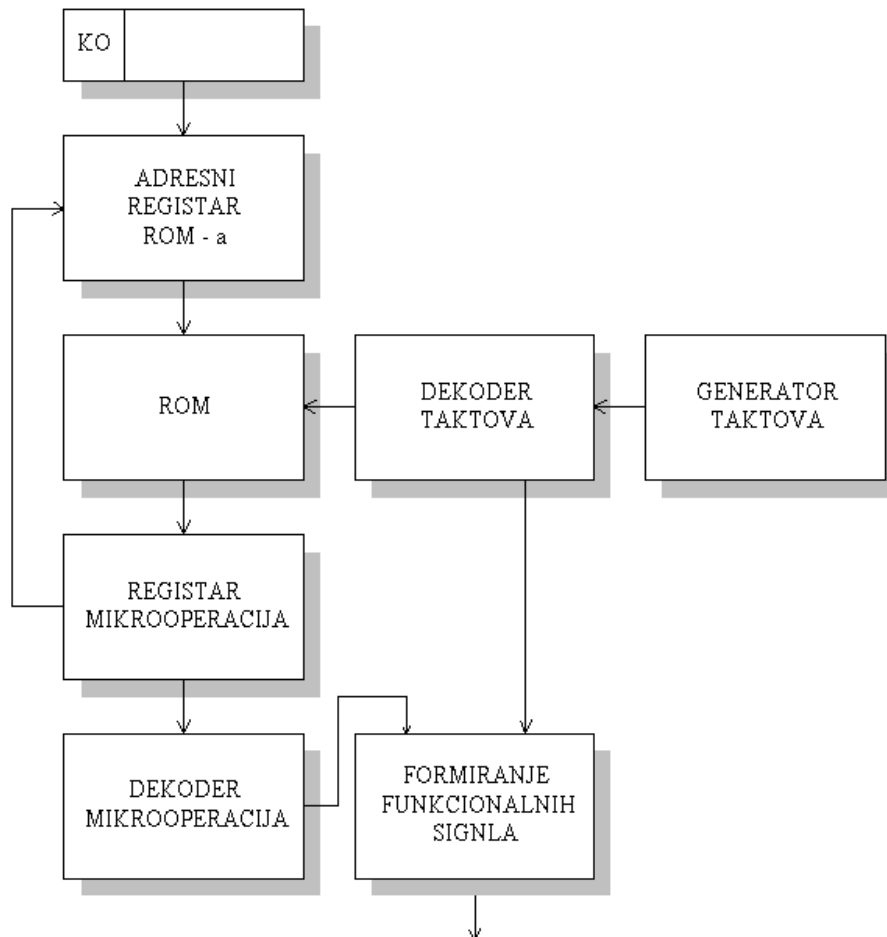 KO
ADRESNI
REGISTAR
ROM - a
ROM
DEKODER
TAKTOVA
GENERATOR
TAKTOVA
REGISTAR
MIKROOPERACIJA
DEKODER
MIKROOPERACIJA
FORMIRANJE
FUNKCIONALNIH
SIGNLA